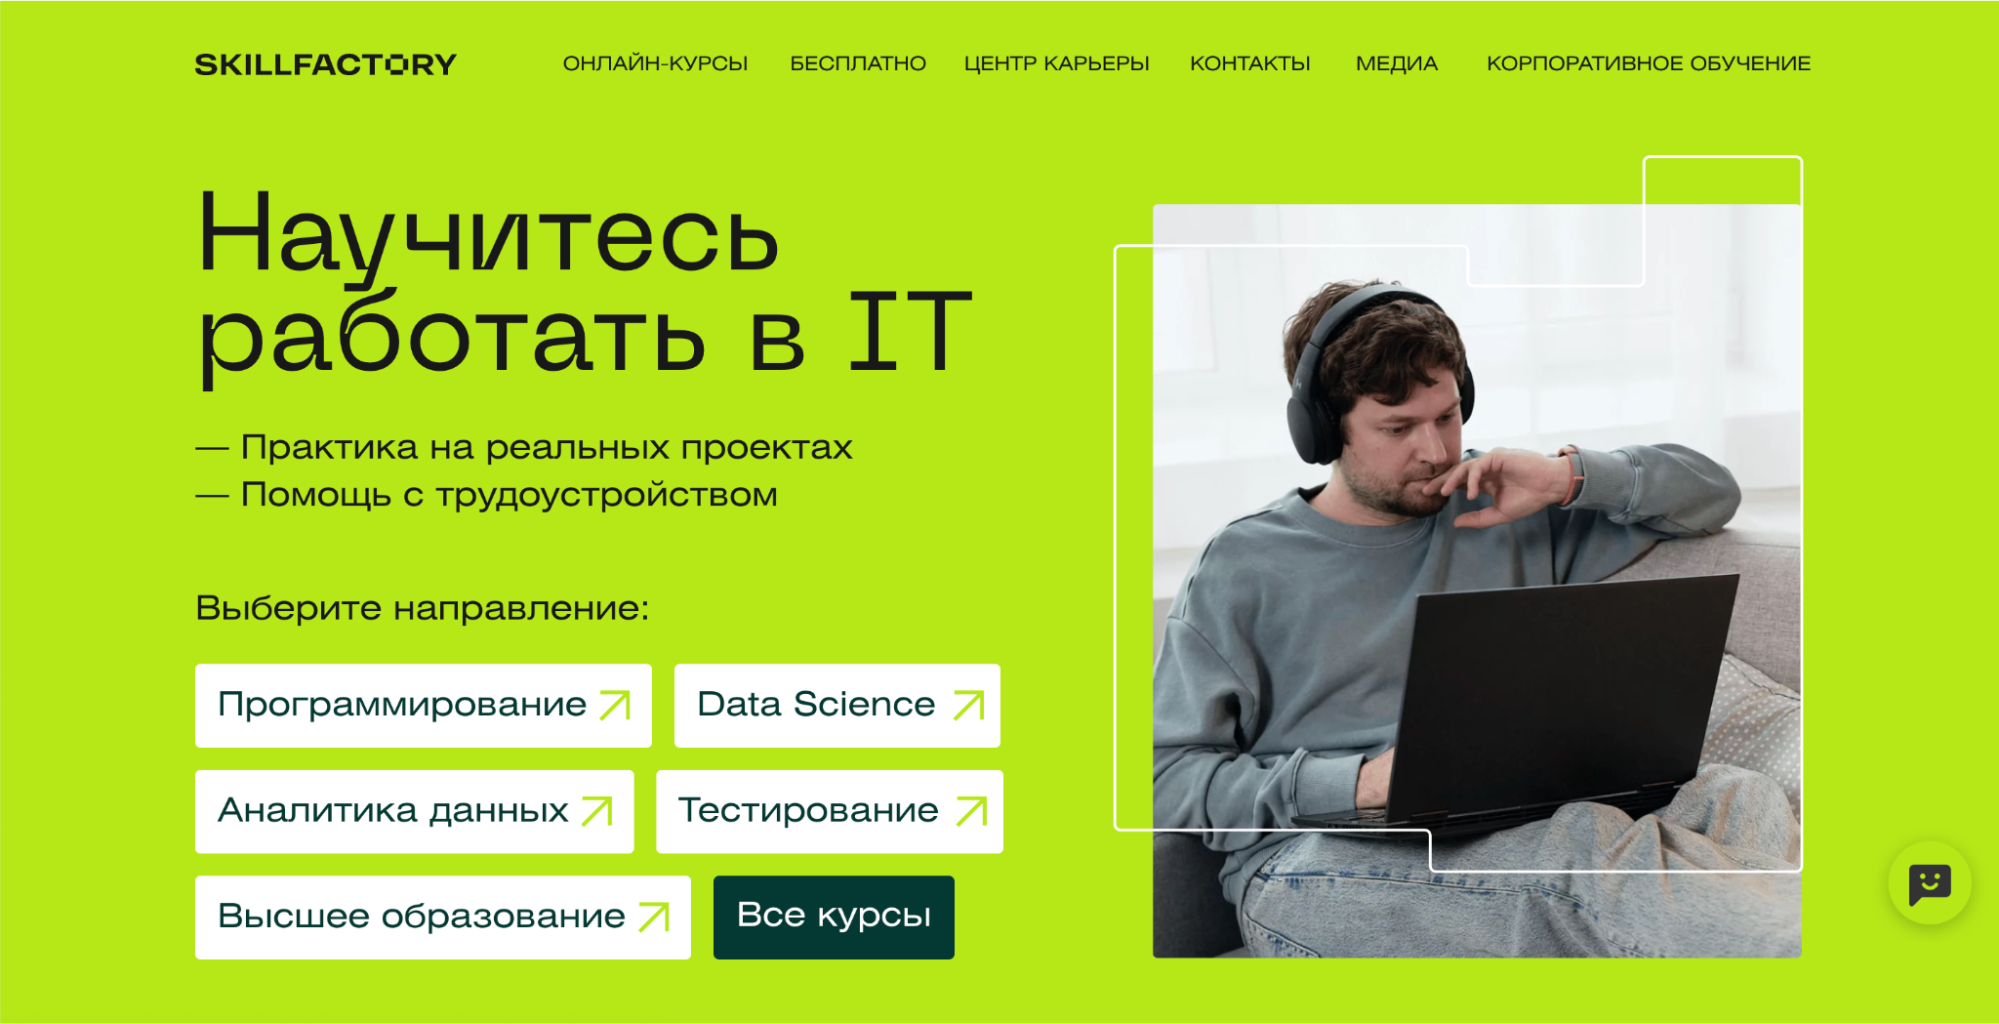 SKILLFACTORY
ОНЛАЙН-КУРСЫ
БЕСПЛАТНО
ЦЕНТР КАРЬЕРЫ
КОНТАКТЫ
МЕДИА
КОРПОРАТИВНОЕ ОБУЧЕНИЕ
Научитесь
работать в IT
— Практика на реальных проектах
— Помощь с трудоустройством
Выберите направление:
Программирование
Data Science
Аналитика данных
Тестирование
Высшее образование
Все курсы